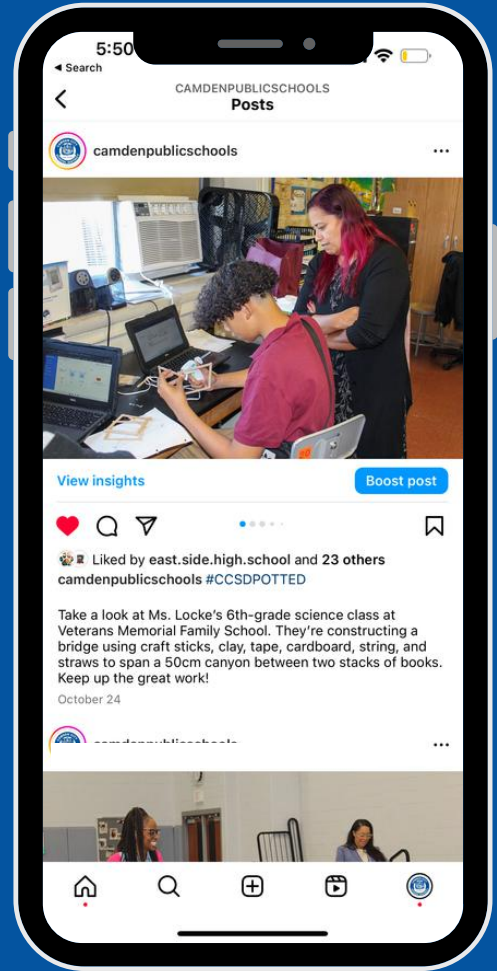 5:50
◄ Search
CAMDENPUBLICSCHOOLS
Posts
camdenpublicschools
20
View insights
Boost post
Liked by east.side.high.school and 23 others
camdenpublicschools #CCSDPOTTED
Take a look at Ms. Locke's 6th-grade science class at
Veterans Memorial Family School. They're constructing a
bridge using craft sticks, clay, tape, cardboard, string, and
straws to span a 50cm canyon between two stacks of books.
Keep up the great work!
October 24